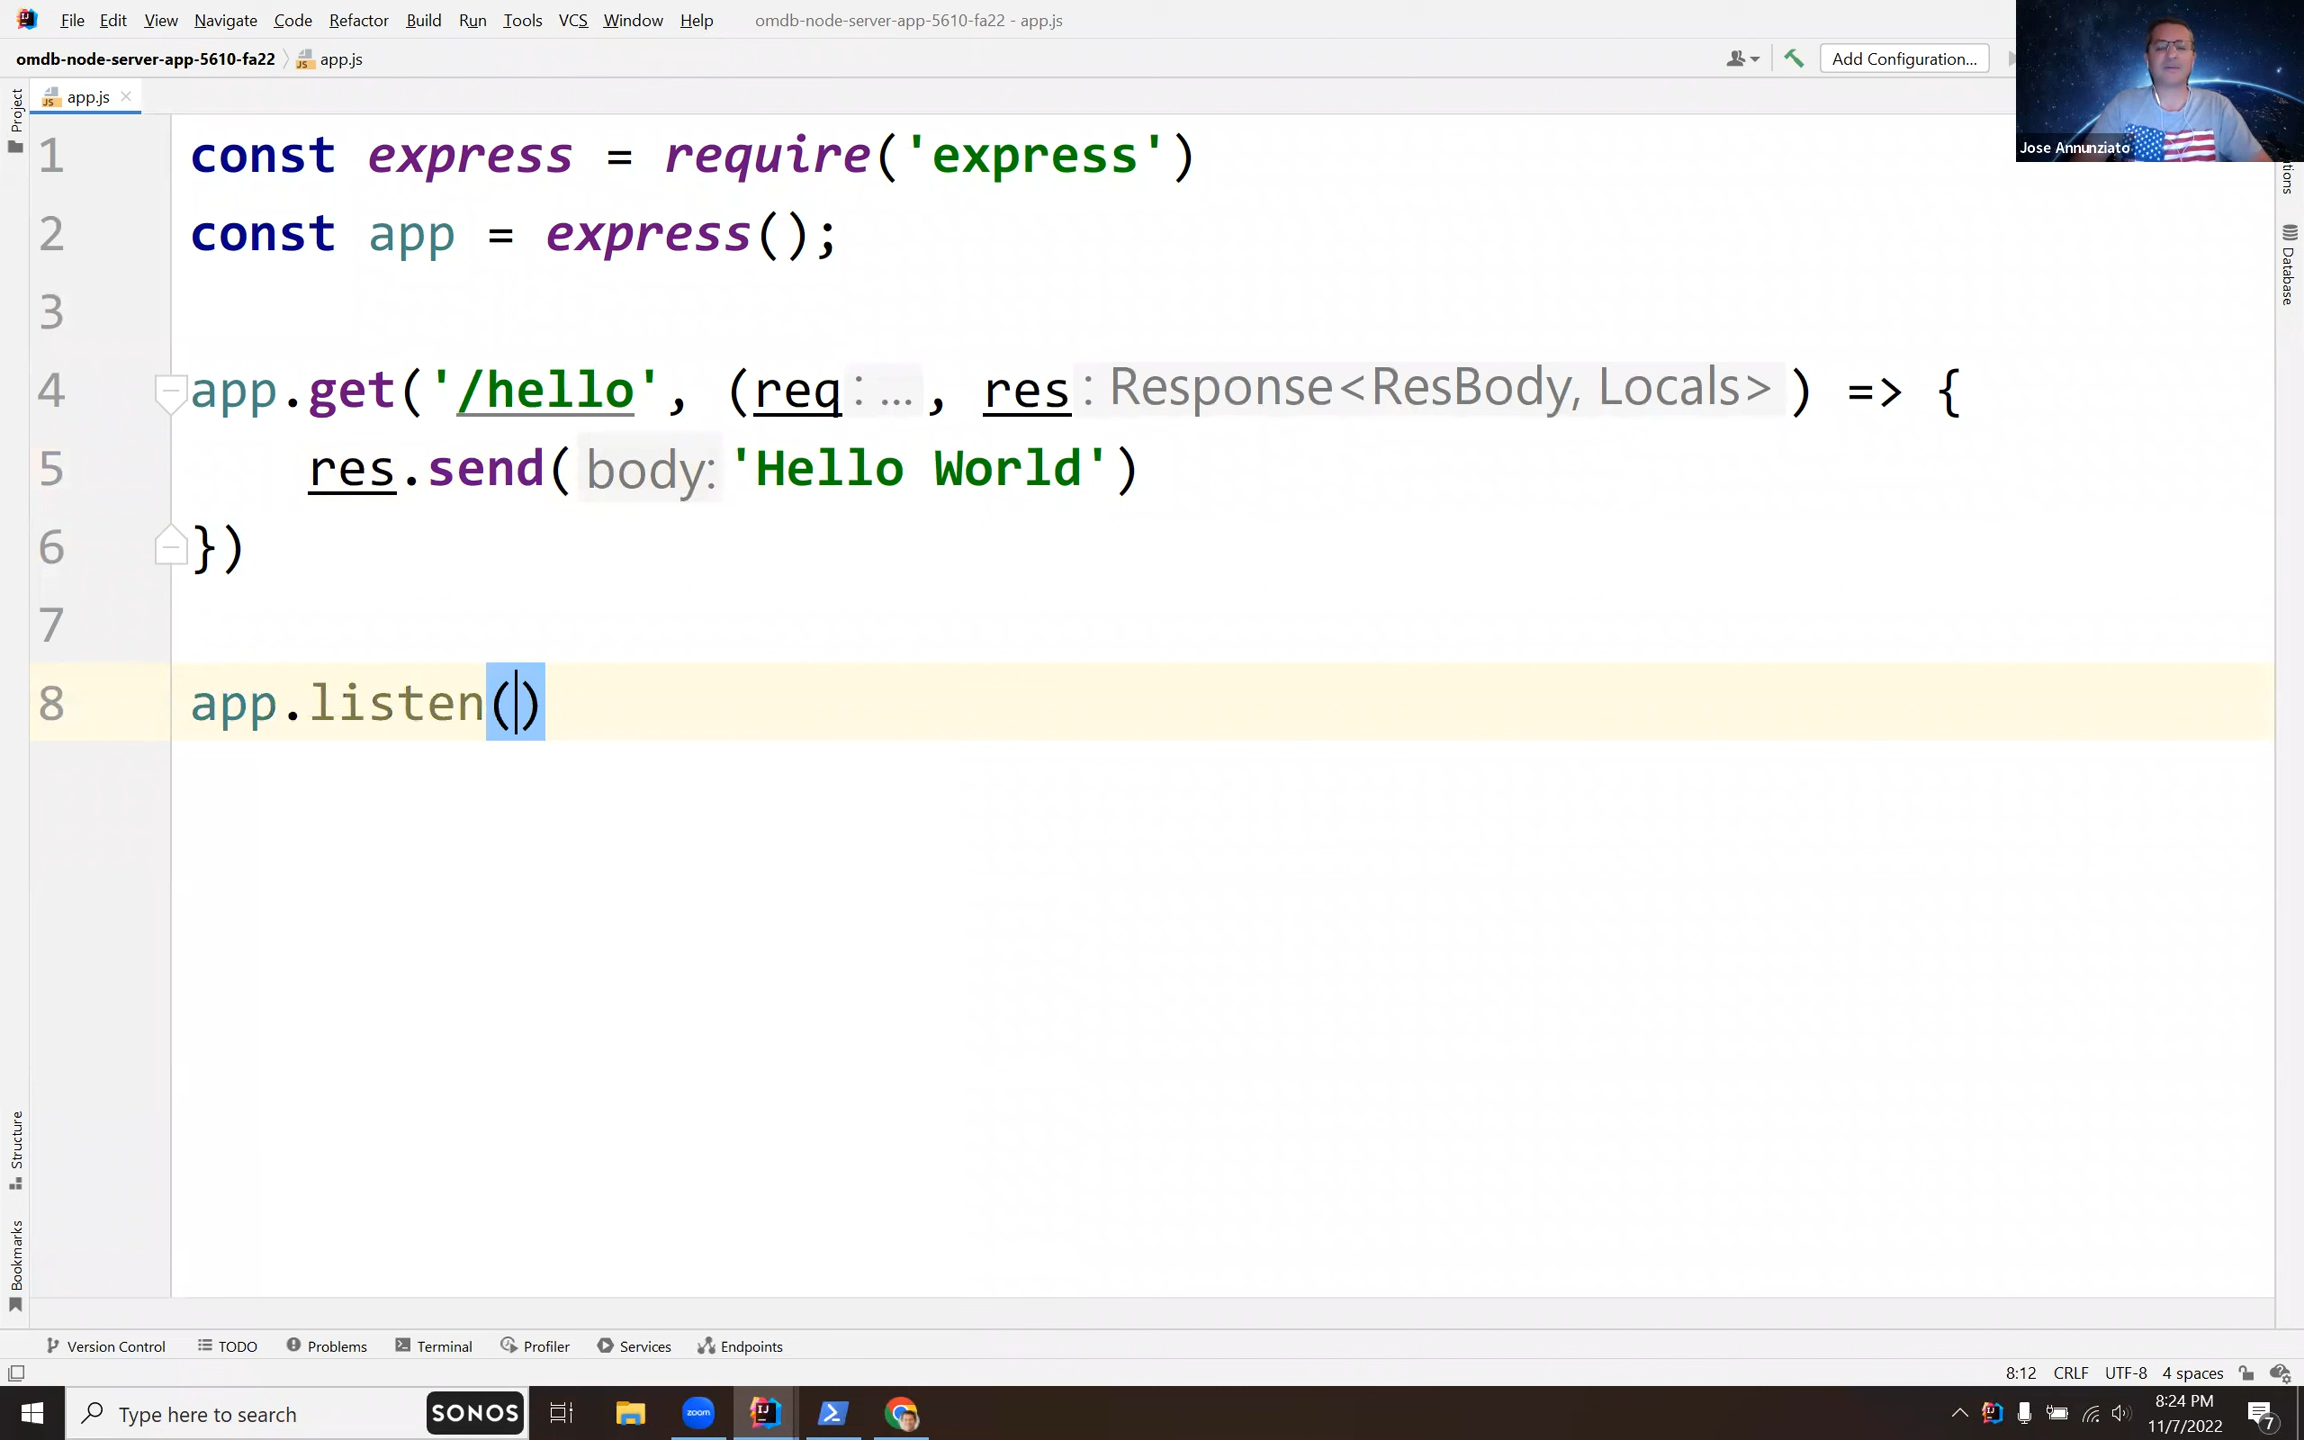 File Edit View Navigate Code Refactor Build Run Tools VCS Window Help omdb-node-server-app-5610-fa22 - app.js
omdb-node-server-app-5610-fa22 app.js Add Configuration...
Project
app.js
Jose Annunziato
1 const express = require('express')
2 const app = express();
3
4 app.get('/hello', (req: ..., res: Response<ResBody, Locals>) => {
5 res.send( body: 'Hello World')
6 })
7
8 app.listen()
Database
Structure
Bookmarks
Version Control TODO Problems Terminal Profiler Services Endpoints
8:12 CRLF UTF-8 4 spaces
Type here to search SONOS zoom 8:24 PM
11/7/2022 7